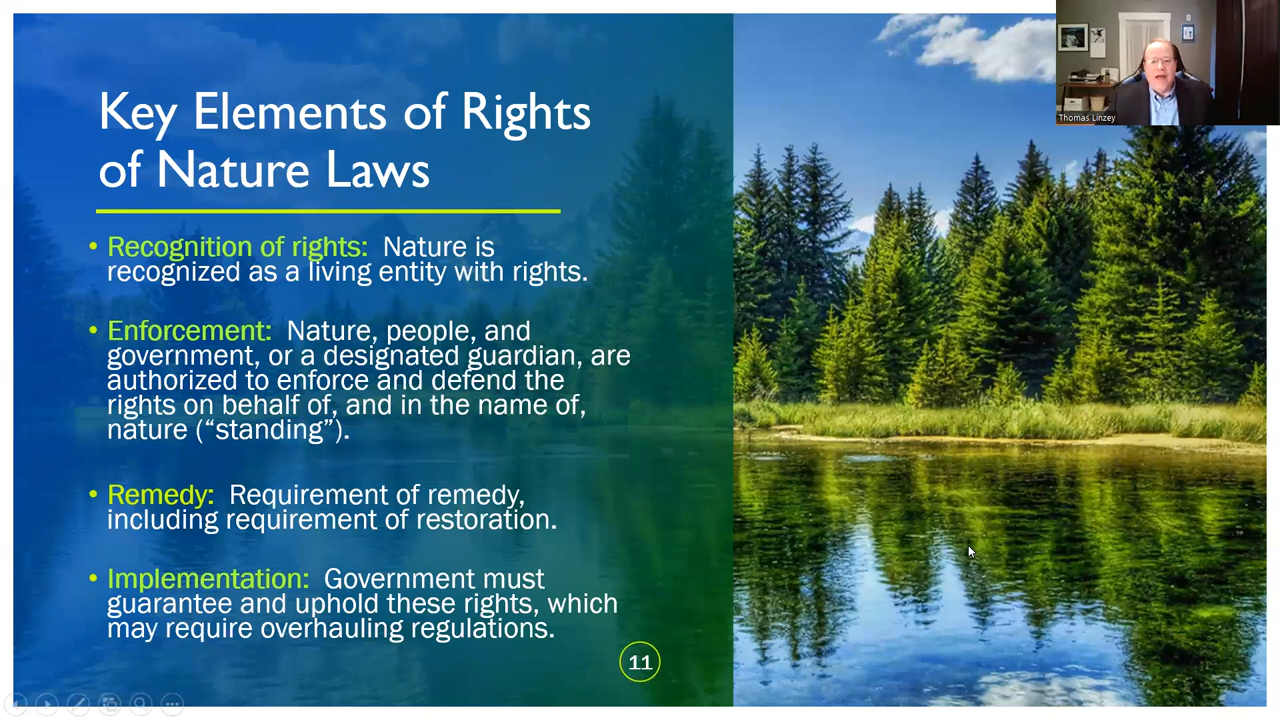 Key Elements of Rights
of Nature Laws
• Recognition of rights: Nature is
recognized as a living entity with rights.
• Enforcement: Nature, people, and
government, or a designated guardian, are
authorized to enforce and defend the
rights on behalf of, and in the name of,
nature (“standing”).
• Remedy: Requirement of remedy,
including requirement of restoration.
• Implementation: Government must
guarantee and uphold these rights, which
may require overhauling regulations.
11
Thomas Linzey